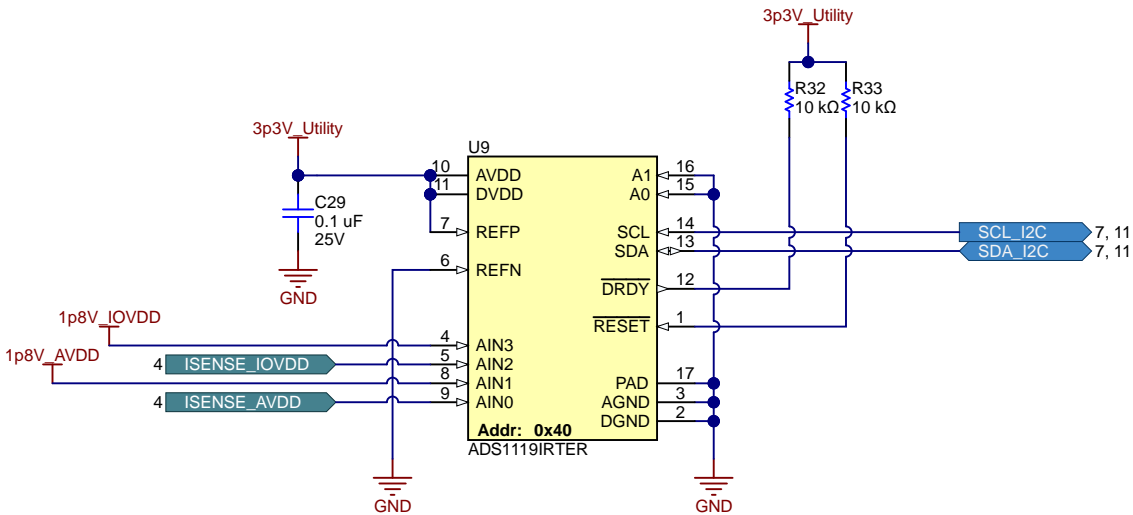 3p3V_Utility
R32
10 kΩ
R33
10 kΩ
3p3V_Utility
C29
0.1 uF
25V
GND
U9
10 AVDD
11 DVDD
7 REFP
6 REFN
4 AIN3
5 AIN2
8 AIN1
9 AIN0
A1 16
A0 15
SCL 14
SDA 13
DRDY 12
RESET 1
PAD 17
AGND 3
DGND 2
Addr: 0x40
ADS1119IRTER
SCL_I2C 7, 11
SDA_I2C 7, 11
1p8V_IOVDD
1p8V_AVDD
4 ISENSE_IOVDD
4 ISENSE_AVDD
GND
GND